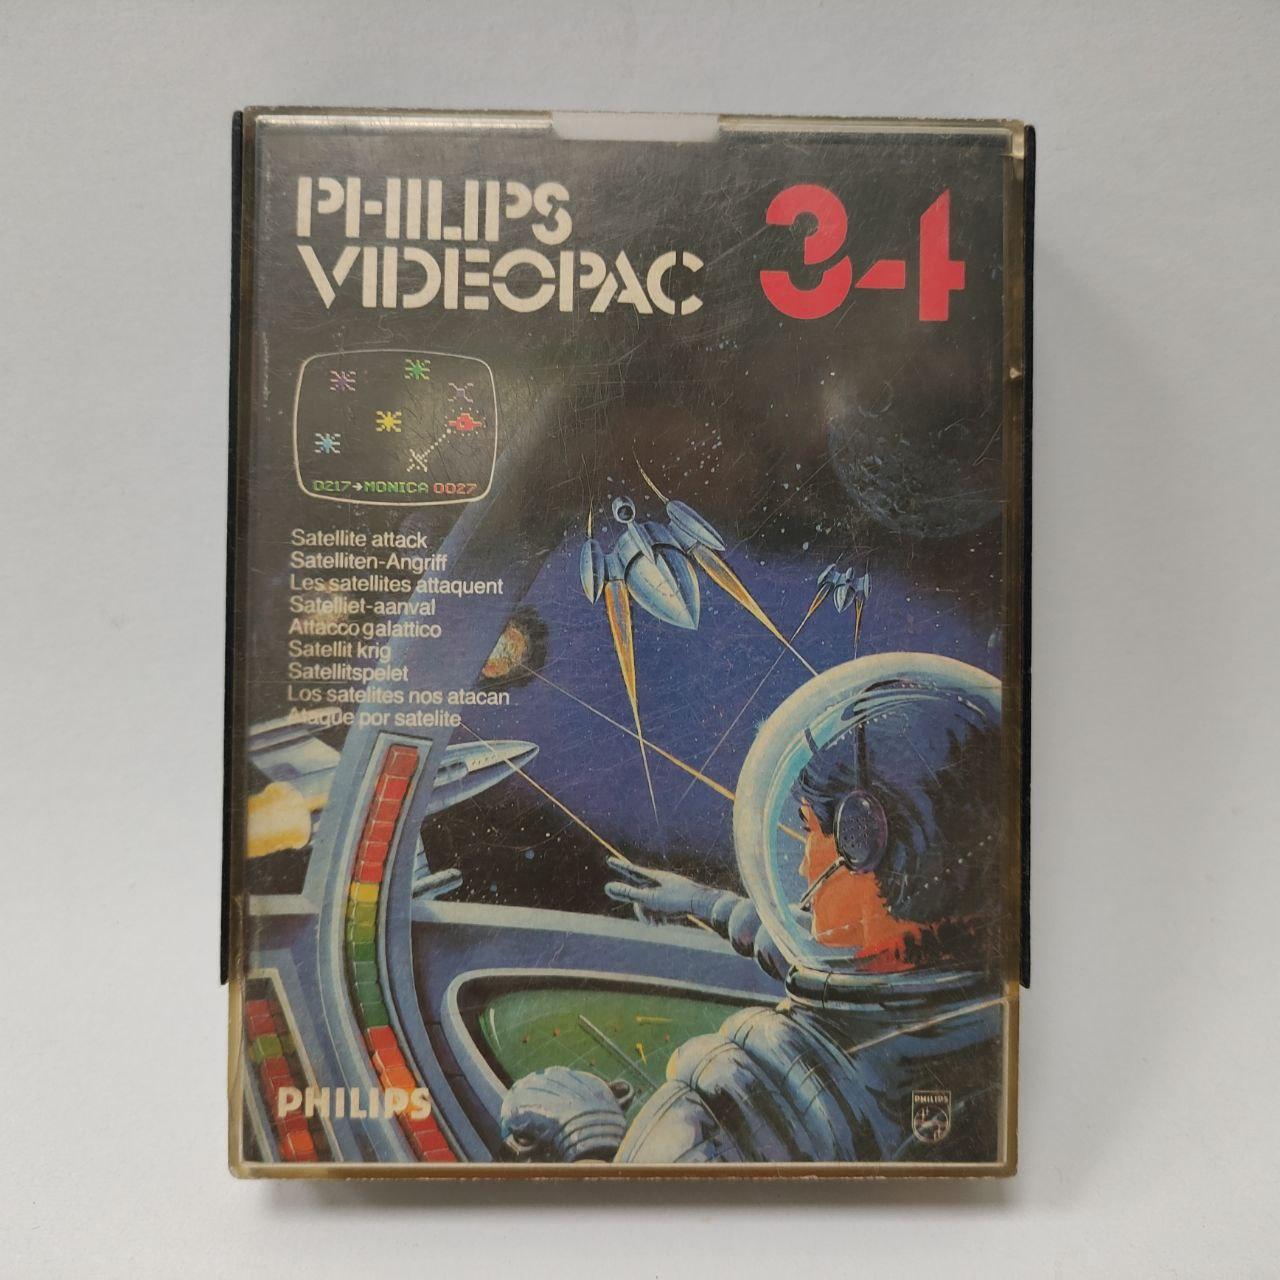 PHILIPS
VIDEOPAC
34
0217→MONICA 0027
Satellite attack
Satelliten-Angriff
Les satellites attaquent
Satelliet-aanval
Attacco galattico
Satellit krig
Satellitspelet
Los satelites nos atacan
Ataque por satelite
PHILIPS
PHILIPS